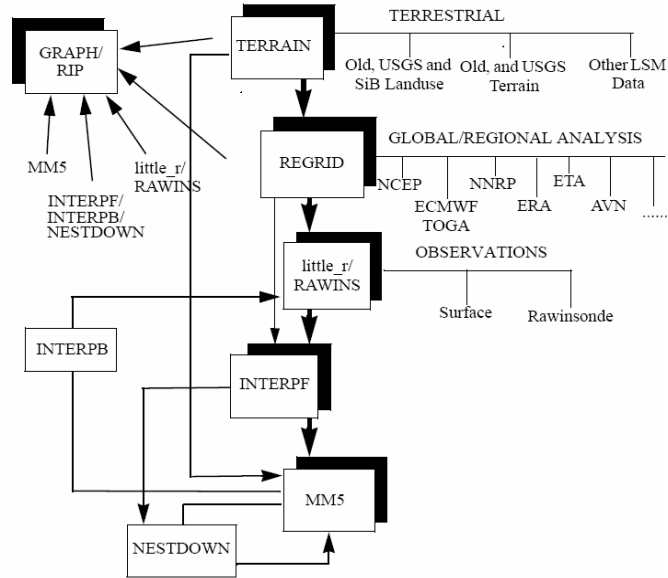 TERRESTRIAL
GRAPH/
RIP
TERRAIN
Old, USGS and
SiB Landuse
Old, and USGS
Terrain
Other LSM
Data
MM5
little_r/
RAWINS
INTERPF/
INTERPB/
NESTDOWN
REGRID
GLOBAL/REGIONAL ANALYSIS
NCEP
ECMWF
TOGA
NNRP
ERA
ETA
AVN
......
little_r/
RAWINS
OBSERVATIONS
Surface
Rawinsonde
INTERPB
INTERPF
MM5
NESTDOWN